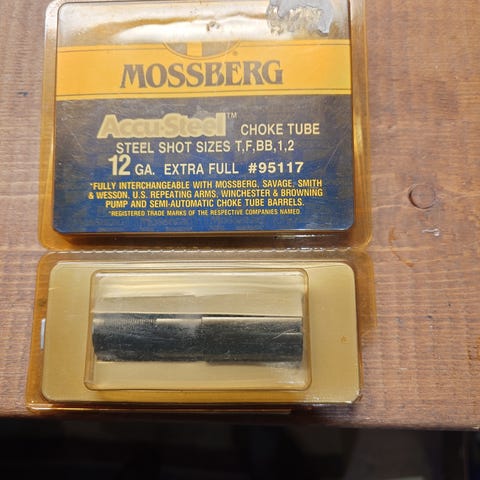 MOSSBERG
AccuSteel™ CHOKE TUBE
STEEL SHOT SIZES T,F,BB,1,2
12 GA. EXTRA FULL #95117
*FULLY INTERCHANGEABLE WITH MOSSBERG, SAVAGE, SMITH
& WESSON, U.S. REPEATING ARMS, WINCHESTER & BROWNING
PUMP AND SEMI-AUTOMATIC CHOKE TUBE BARRELS.
*REGISTERED TRADE MARKS OF THE RESPECTIVE COMPANIES NAMED